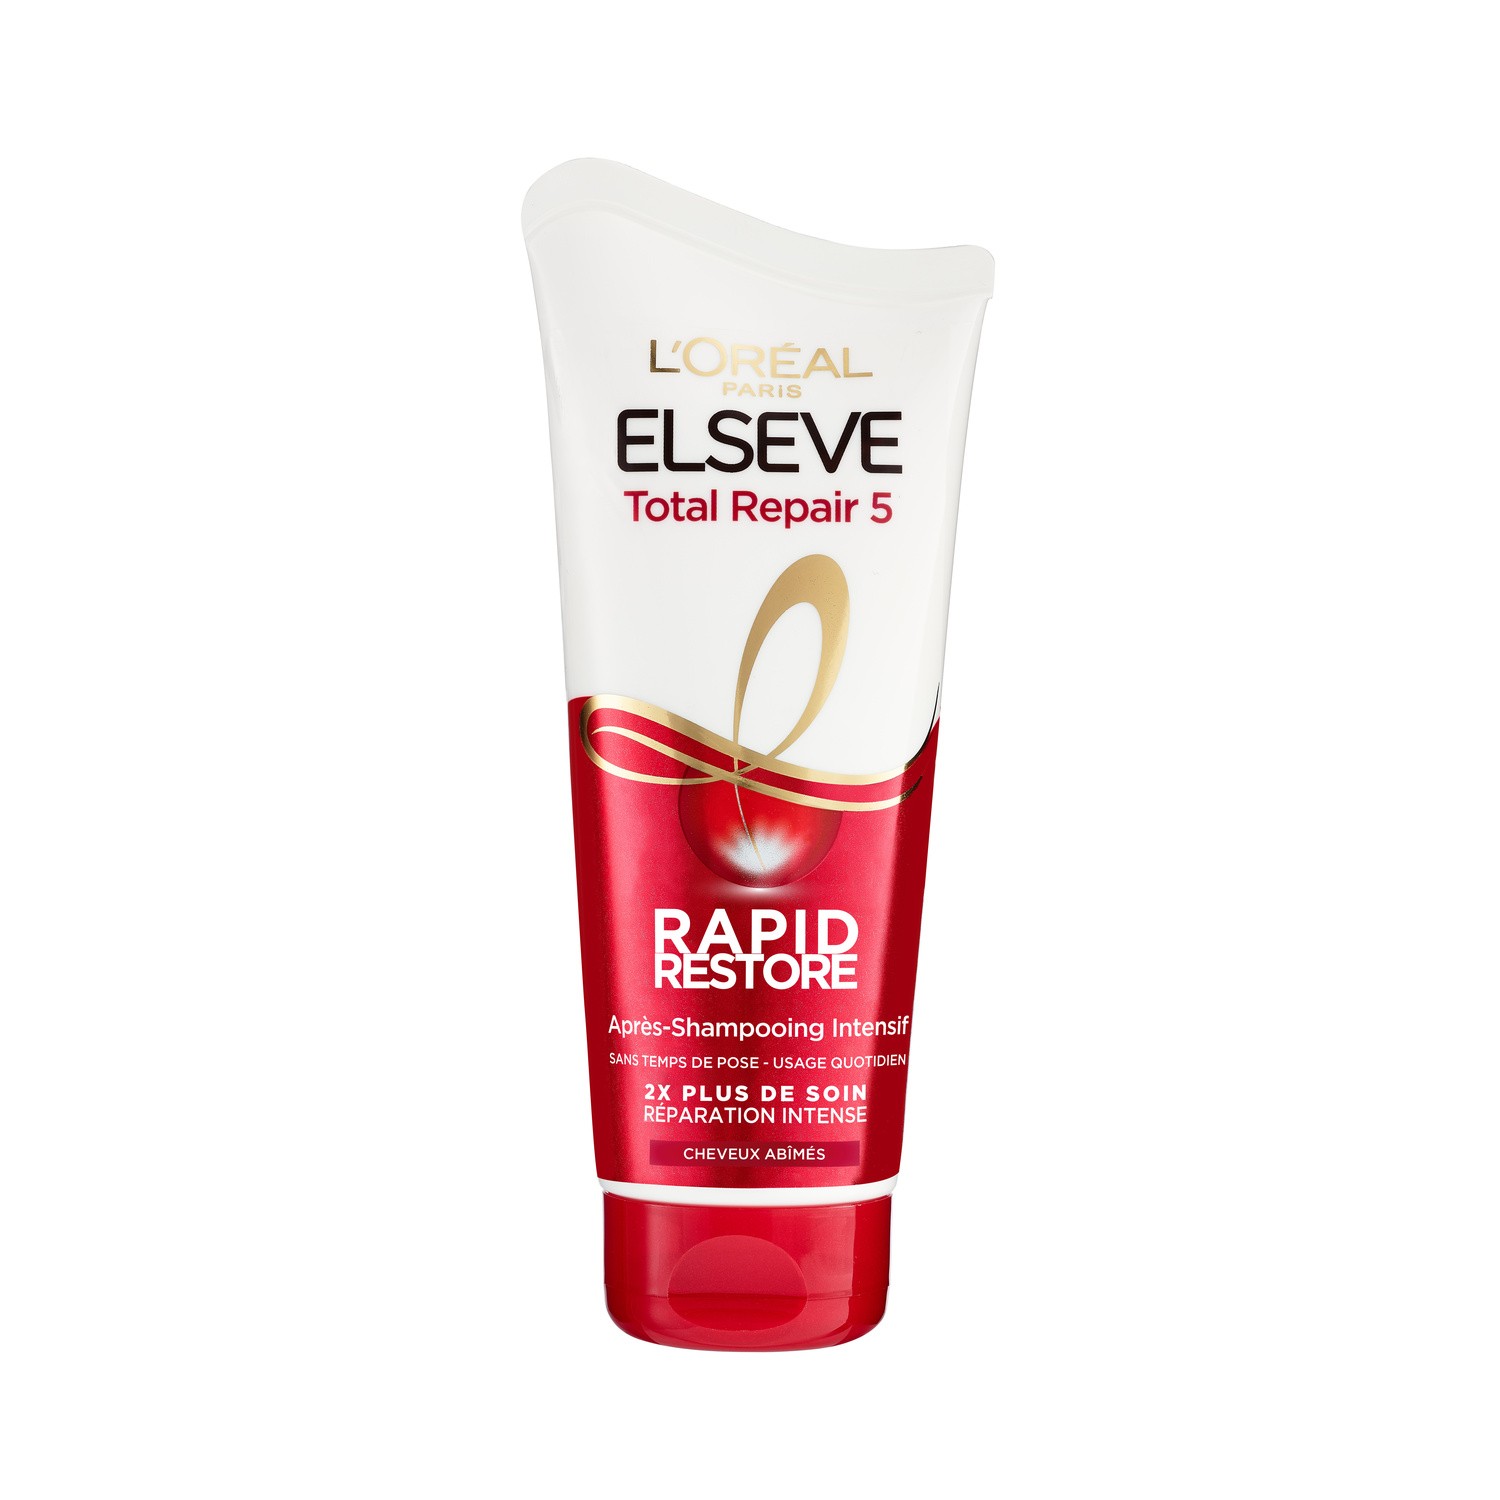 L'ORÉAL
PARIS
ELSEVE
Total Repair 5
RAPID
RESTORE
Après-Shampooing Intensif
SANS TEMPS DE POSE - USAGE QUOTIDIEN
2X PLUS DE SOIN
RÉPARATION INTENSE
CHEVEUX ABÎMÉS